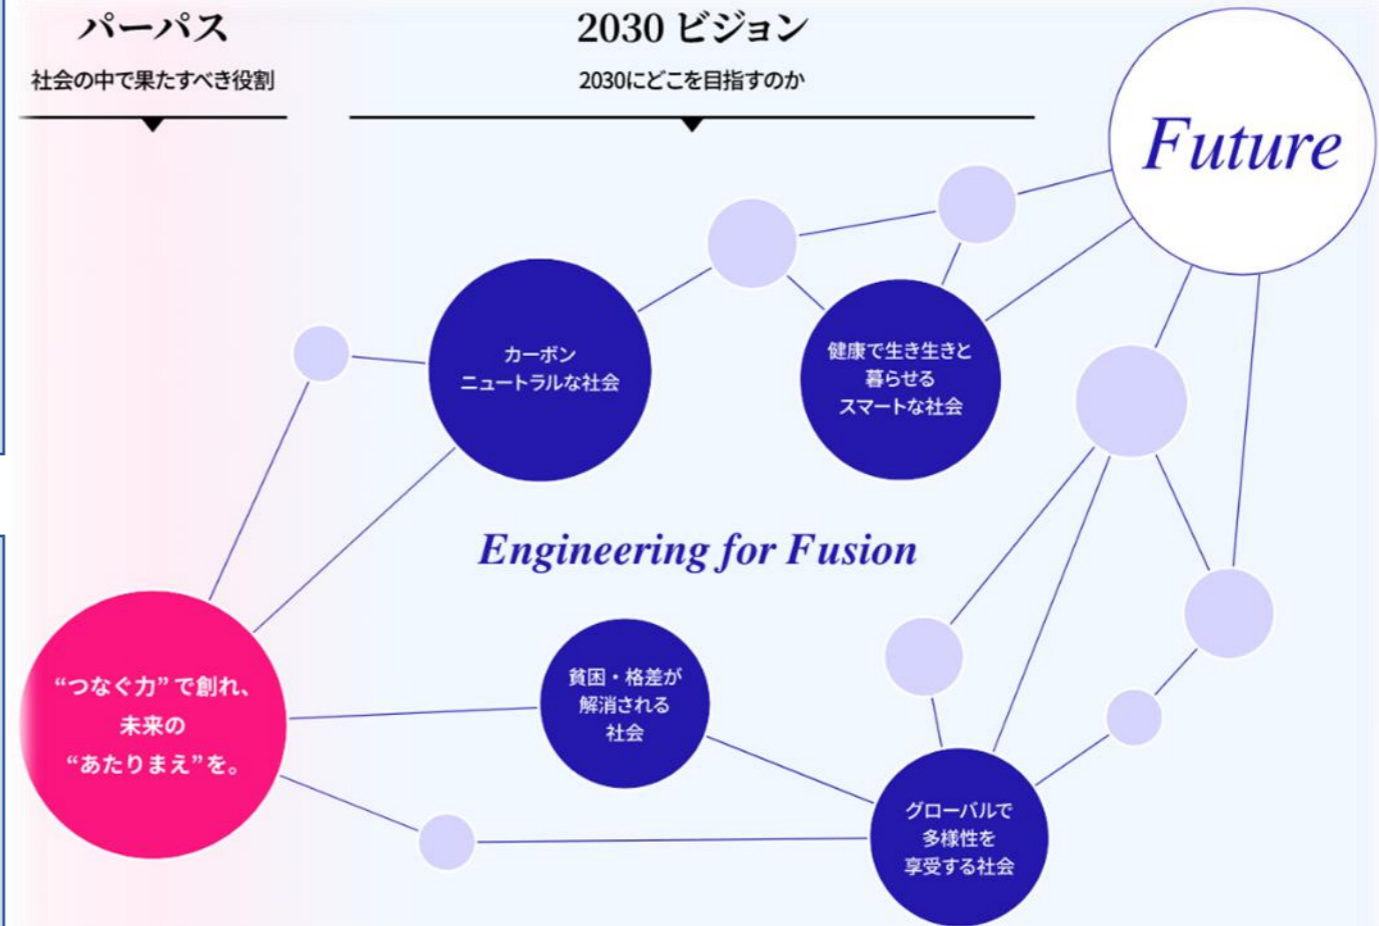 パーパス
社会の中で果たすべき役割
2030 ビジョン
2030にどこを目指すのか
Future
カーボン
ニュートラルな社会
健康で生き生きと
暮らせる
スマートな社会
Engineering for Fusion
“つなぐ力” で創れ、
未来の
“あたりまえ”を。
貧困・格差が
解消される
社会
グローバルで
多様性を
享受する社会